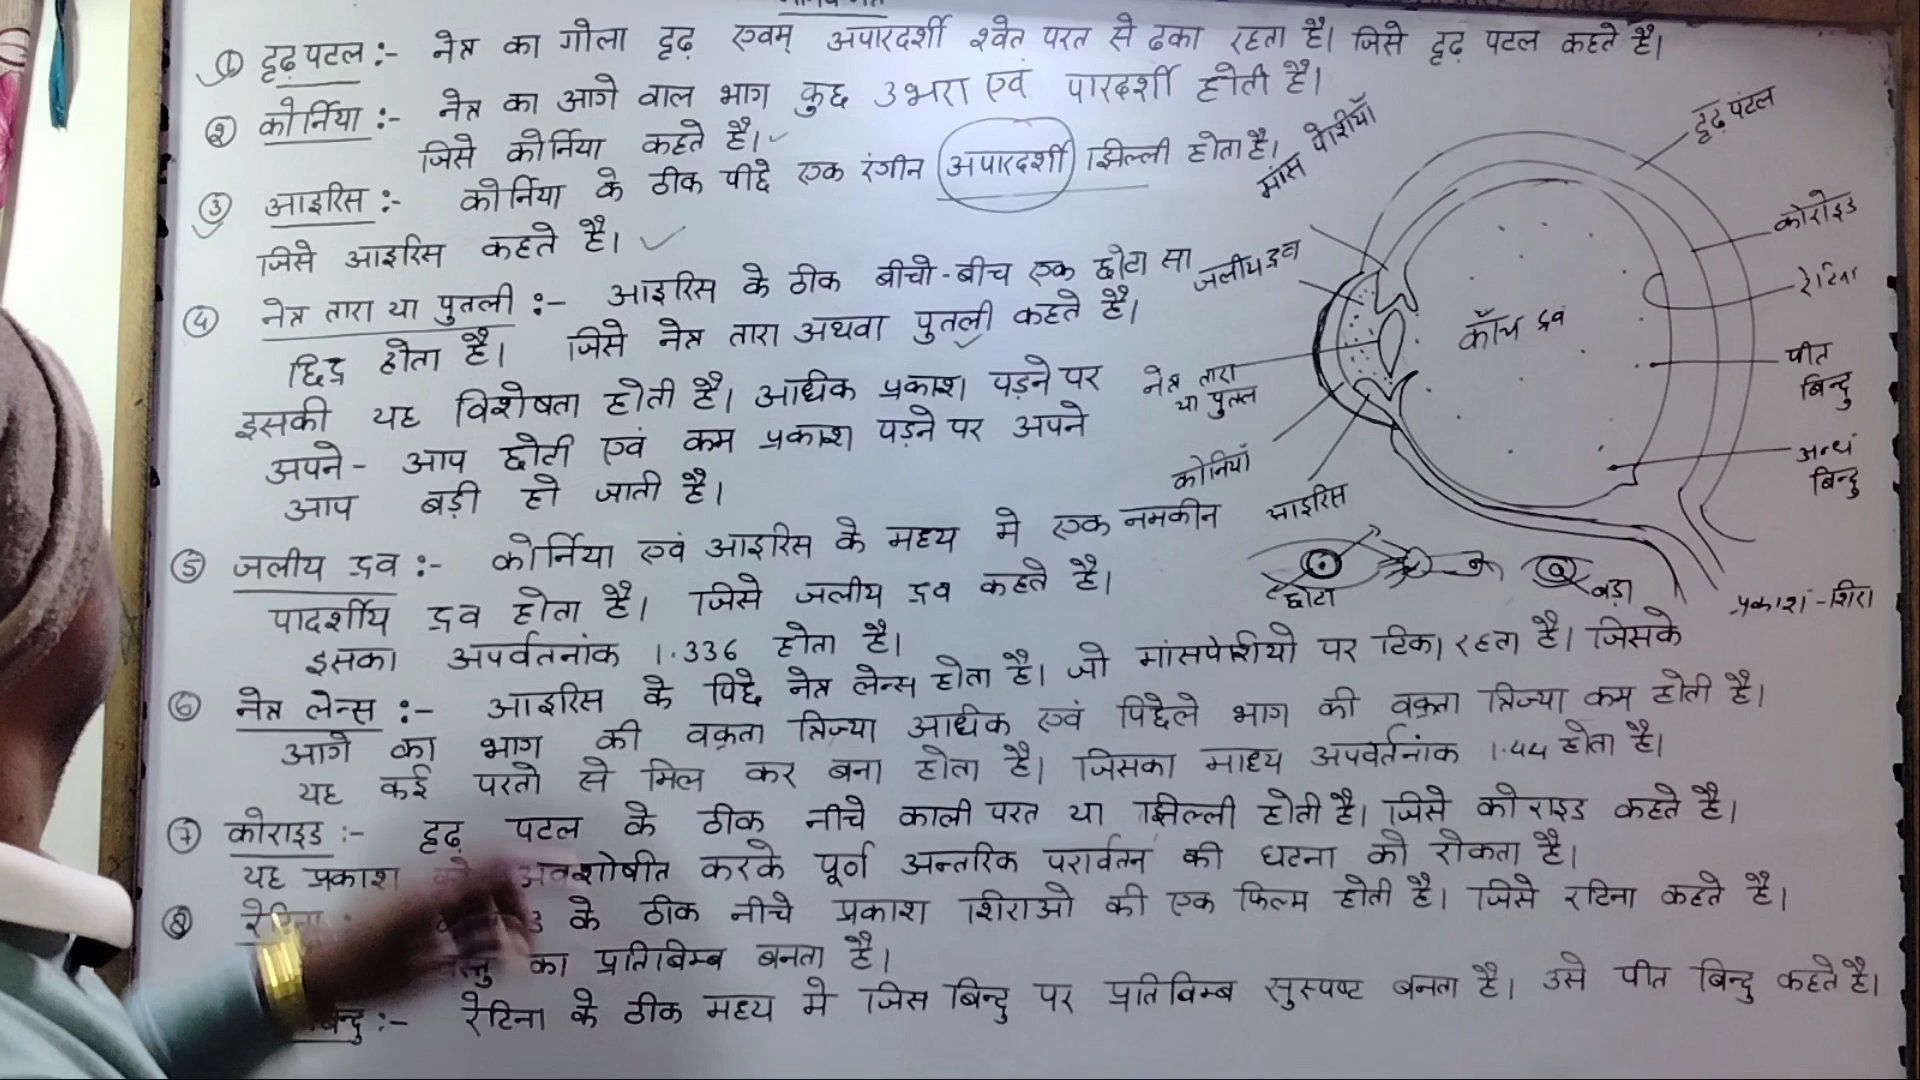 ① दृढ़ पटल :- नेत्र का गोला दृढ़ एवम् अपारदर्शी श्वेत परत से ढका रहता है। जिसे दृढ़ पटल कहते है।
② कोर्निया :- नेत्र का आगे वाल भाग कुछ उभरा एवं पारदर्शी होती है।
जिसे कोर्निया कहते है।
③ आइरिस :- कोर्निया के ठीक पीछे एक रंगीन अपारदर्शी झिल्ली होता है।
जिसे आइरिस कहते है।
④ नेत्र तारा या पुतली :- आइरिस के ठीक बीचो-बीच एक छोटा सा
छिद्र होता है। जिसे नेत्र तारा अथवा पुतली कहते है।
इसकी यह विशेषता होती है। अधिक प्रकाश पड़ने पर
अपने- आप छोटी एवं कम प्रकाश पड़ने पर अपने
आप बड़ी हो जाती है।
⑤ जलीय द्रव :- कोर्निया एवं आइरिस के मध्य मे एक नमकीन
पादर्शीय द्रव होता है। जिसे जलीय द्रव कहते है।
इसका अपर्वतनांक 1.336 होता है।
⑥ नेत्र लेन्स :- आइरिस के पिछे नेत्र लेन्स होता है। जो मांसपेशियो पर टिका रहता है। जिसके
आगे का भाग की वक्रता त्रिज्या अधिक एवं पिछेले भाग की वक्रता त्रिज्या कम होती है।
यह कई परतो से मिल कर बना होता है। जिसका माध्य अपवर्तनांक 1.44 होता है।
⑦ कोराइड :- दृढ़ पटल के ठीक नीचे काली परत या झिल्ली होती है। जिसे कोराइड कहते है।
यह प्रकाश अवशोषीत करके पूर्ण अन्तरिक परार्वतन की घटना को रोकता है।
⑧ के ठीक नीचे प्रकाश शिराओ की एक फिल्म होती है। जिसे रटिना कहते है।
का प्रतिबिम्ब बनता है।
:- रेटिना के ठीक मध्य मे जिस बिन्दु पर प्रतिबिम्ब सुस्पष्ट बनता है। उसे पीत बिन्दु कहते है।
मांस पेशीयाँ
जलीय द्रव
नेत्र तारा
या पुतल
कोनियाँ
आइरिस
काँच द्रवं
दृढ़ पटल
कोरोइड
रेटिना
पीत
बिन्दु
अन्ध
बिन्दु
प्रकाश-शिरा
छोटा
बड़ा